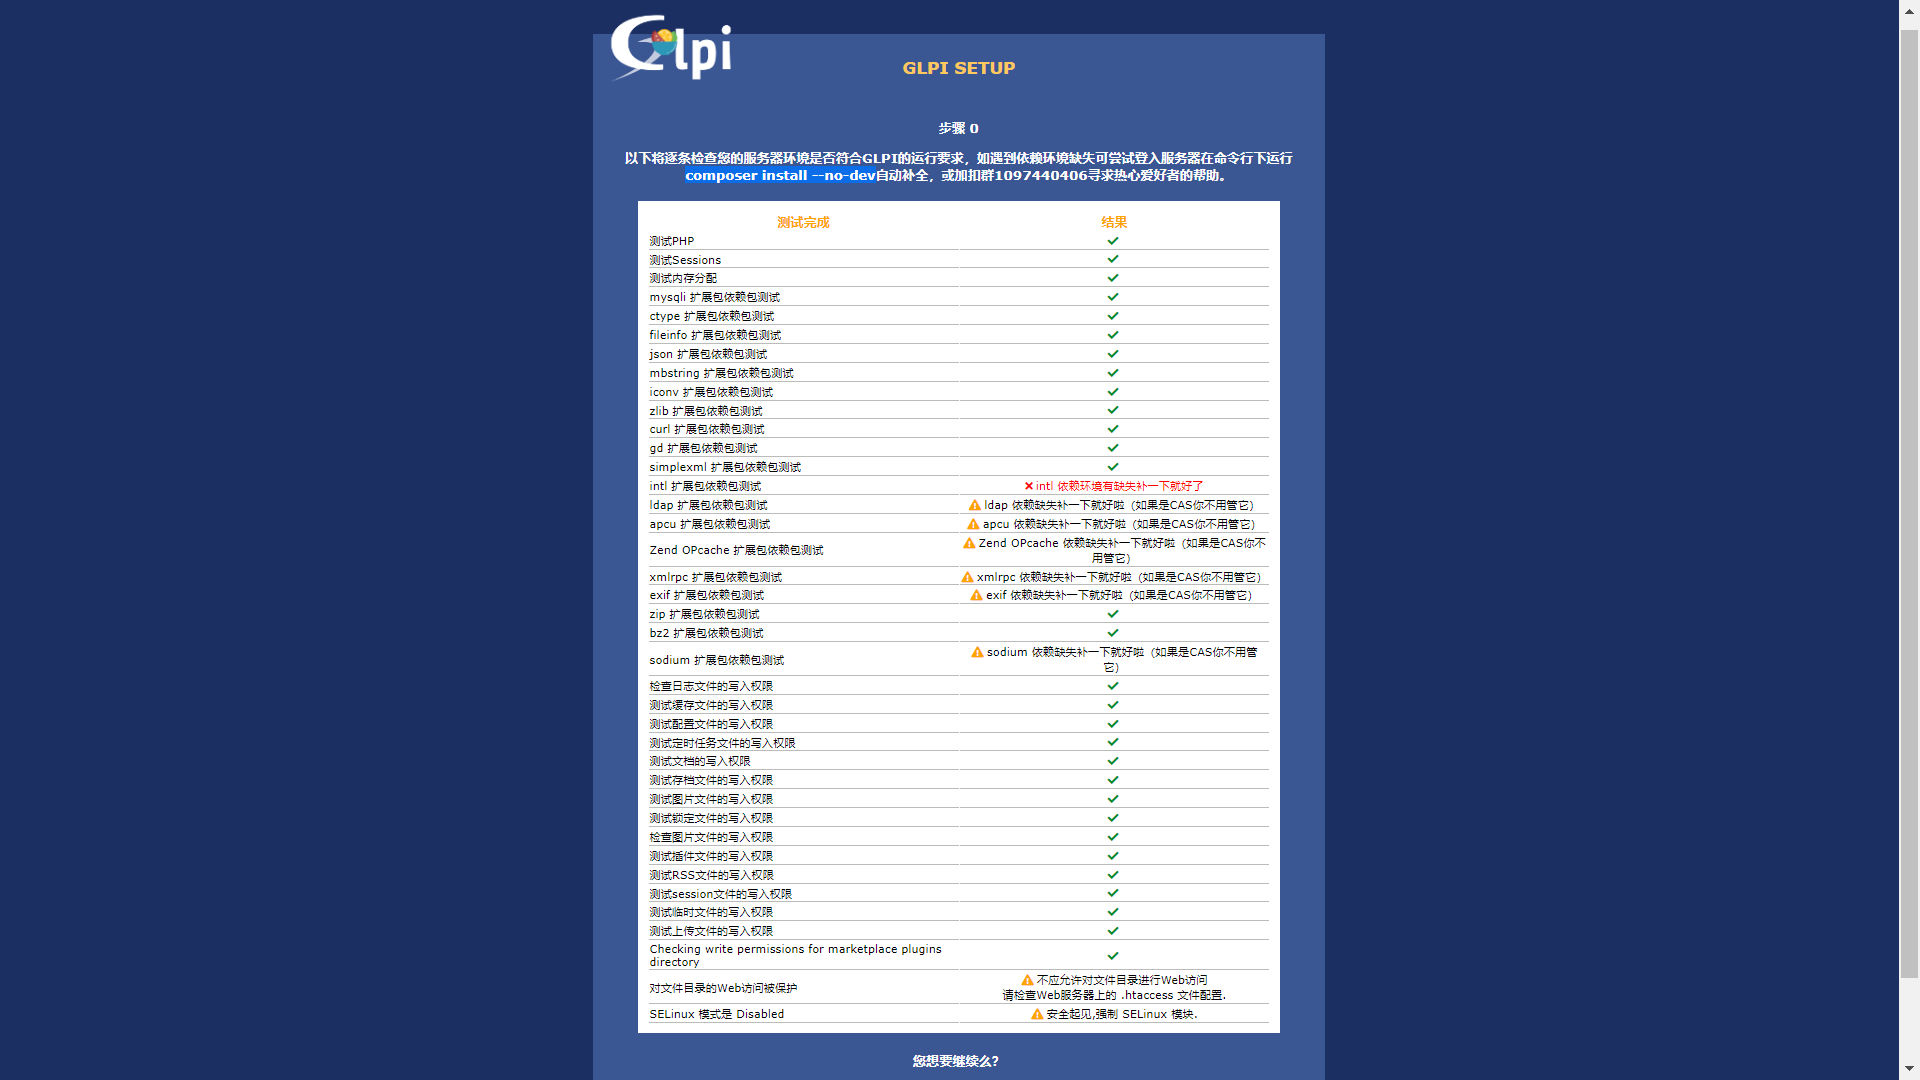 Glpi
GLPI SETUP
步骤 0
以下将逐条检查您的服务器环境是否符合GLPI的运行要求，如遇到依赖环境缺失可尝试登入服务器在命令行下运行
composer install --no-dev自动补全，或加扣群1097440406寻求热心爱好者的帮助。
测试完成 结果
测试PHP
测试Sessions
测试内存分配
mysqli 扩展包依赖包测试
ctype 扩展包依赖包测试
fileinfo 扩展包依赖包测试
json 扩展包依赖包测试
mbstring 扩展包依赖包测试
iconv 扩展包依赖包测试
zlib 扩展包依赖包测试
curl 扩展包依赖包测试
gd 扩展包依赖包测试
simplexml 扩展包依赖包测试
intl 扩展包依赖包测试 intl 依赖环境有缺失补一下就好了
ldap 扩展包依赖包测试 ldap 依赖缺失补一下就好啦（如果是CAS你不用管它）
apcu 扩展包依赖包测试 apcu 依赖缺失补一下就好啦（如果是CAS你不用管它）
Zend OPcache 扩展包依赖包测试 Zend OPcache 依赖缺失补一下就好啦（如果是CAS你不
用管它）
xmlrpc 扩展包依赖包测试 xmlrpc 依赖缺失补一下就好啦（如果是CAS你不用管它）
exif 扩展包依赖包测试 exif 依赖缺失补一下就好啦（如果是CAS你不用管它）
zip 扩展包依赖包测试
bz2 扩展包依赖包测试
sodium 扩展包依赖包测试 sodium 依赖缺失补一下就好啦（如果是CAS你不用管
它）
检查日志文件的写入权限
测试缓存文件的写入权限
测试配置文件的写入权限
测试定时任务文件的写入权限
测试文档的写入权限
测试存档文件的写入权限
测试图片文件的写入权限
测试锁定文件的写入权限
检查图片文件的写入权限
测试插件文件的写入权限
测试RSS文件的写入权限
测试session文件的写入权限
测试临时文件的写入权限
测试上传文件的写入权限
Checking write permissions for marketplace plugins
directory
对文件目录的Web访问被保护 不应允许对文件目录进行Web访问
请检查Web服务器上的 .htaccess 文件配置.
SELinux 模式是 Disabled 安全起见,强制 SELinux 模块.
您想要继续么?